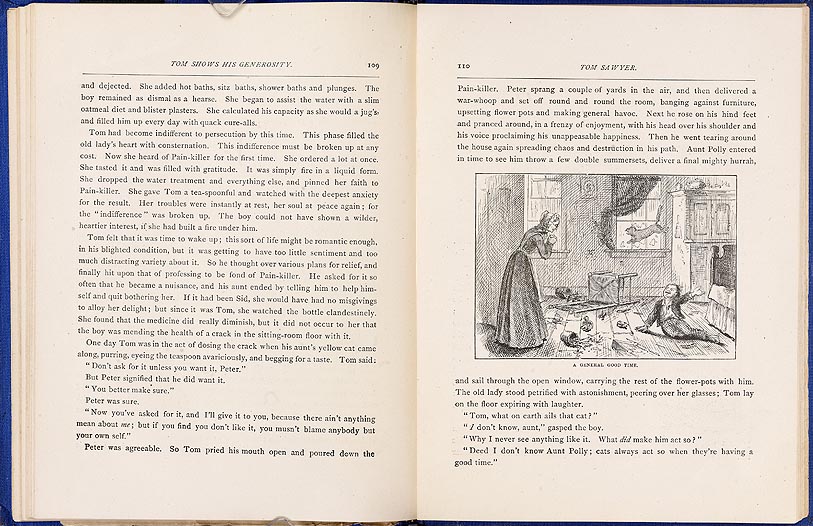 TOM SHOWS HIS GENEROSITY. 109
and dejected. She added hot baths, sitz baths, shower baths and plunges. The
boy remained as dismal as a hearse. She began to assist the water with a slim
oatmeal diet and blister plasters. She calculated his capacity as she would a jug's,
and filled him up every day with quack cure-alls.
Tom had become indifferent to persecution by this time. This phase filled the
old lady's heart with consternation. This indifference must be broken up at any
cost. Now she heard of Pain-killer for the first time. She ordered a lot at once.
She tasted it and was filled with gratitude. It was simply fire in a liquid form.
She dropped the water treatment and everything else, and pinned her faith to
Pain-killer. She gave Tom a tea-spoonful and watched with the deepest anxiety
for the result. Her troubles were instantly at rest, her soul at peace again; for
the "indifference" was broken up. The boy could not have shown a wilder,
heartier interest, if she had built a fire under him.
Tom felt that it was time to wake up; this sort of life might be romantic enough,
in his blighted condition, but it was getting to have too little sentiment and too
much distracting variety about it. So he thought over various plans for relief, and
finally hit upon that of professing to be fond of Pain-killer. He asked for it so
often that he became a nuisance, and his aunt ended by telling him to help him-
self and quit bothering her. If it had been Sid, she would have had no misgivings
to alloy her delight; but since it was Tom, she watched the bottle clandestinely.
She found that the medicine did really diminish, but it did not occur to her that
the boy was mending the health of a crack in the sitting-room floor with it.
One day Tom was in the act of dosing the crack when his aunt's yellow cat came
along, purring, eyeing the teaspoon avariciously, and begging for a taste. Tom said:
"Don't ask for it unless you want it, Peter."
But Peter signified that he did want it.
"You better make sure."
Peter was sure.
"Now you've asked for it, and I'll give it to you, because there ain't anything
mean about me; but if you find you don't like it, you musn't blame anybody but
your own self."
Peter was agreeable. So Tom pried his mouth open and poured down the
110 TOM SAWYER.
Pain-killer. Peter sprang a couple of yards in the air, and then delivered a
war-whoop and set off round and round the room, banging against furniture,
upsetting flower pots and making general havoc. Next he rose on his hind feet
and pranced around, in a frenzy of enjoyment, with his head over his shoulder and
his voice proclaiming his unappeasable happiness. Then he went tearing around
the house again spreading chaos and destruction in his path. Aunt Polly entered
in time to see him throw a few double summersets, deliver a final mighty hurrah,
A GENERAL GOOD TIME.
and sail through the open window, carrying the rest of the flower-pots with him.
The old lady stood petrified with astonishment, peering over her glasses; Tom lay
on the floor expiring with laughter.
"Tom, what on earth ails that cat?"
"I don't know, aunt," gasped the boy.
"Why I never see anything like it. What did make him act so?"
"Deed I don't know Aunt Polly; cats always act so when they're having a
good time."